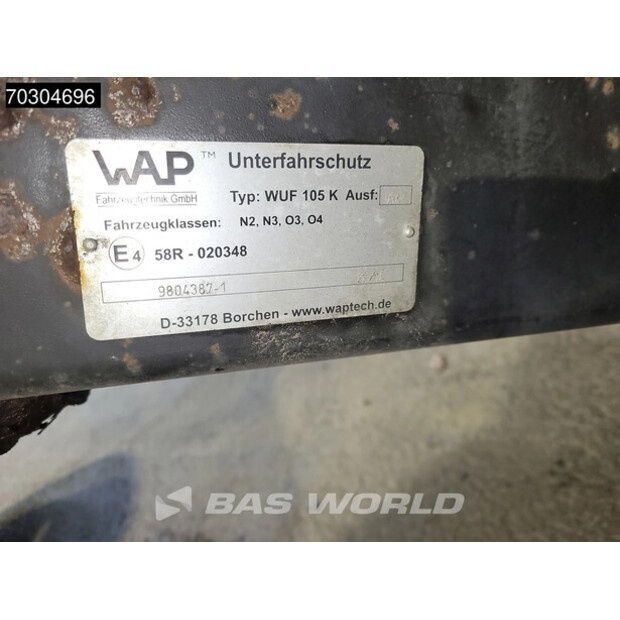 70304696
WAP™ Unterfahrschutz
Fahrzeugtechnik GmbH
Typ: WUF 105 K Ausf:
Fahrzeugklassen: N2, N3, O3, O4
E4 58R - 020348
9804387-1
D-33178 Borchen - www.waptech.de
BAS WORLD